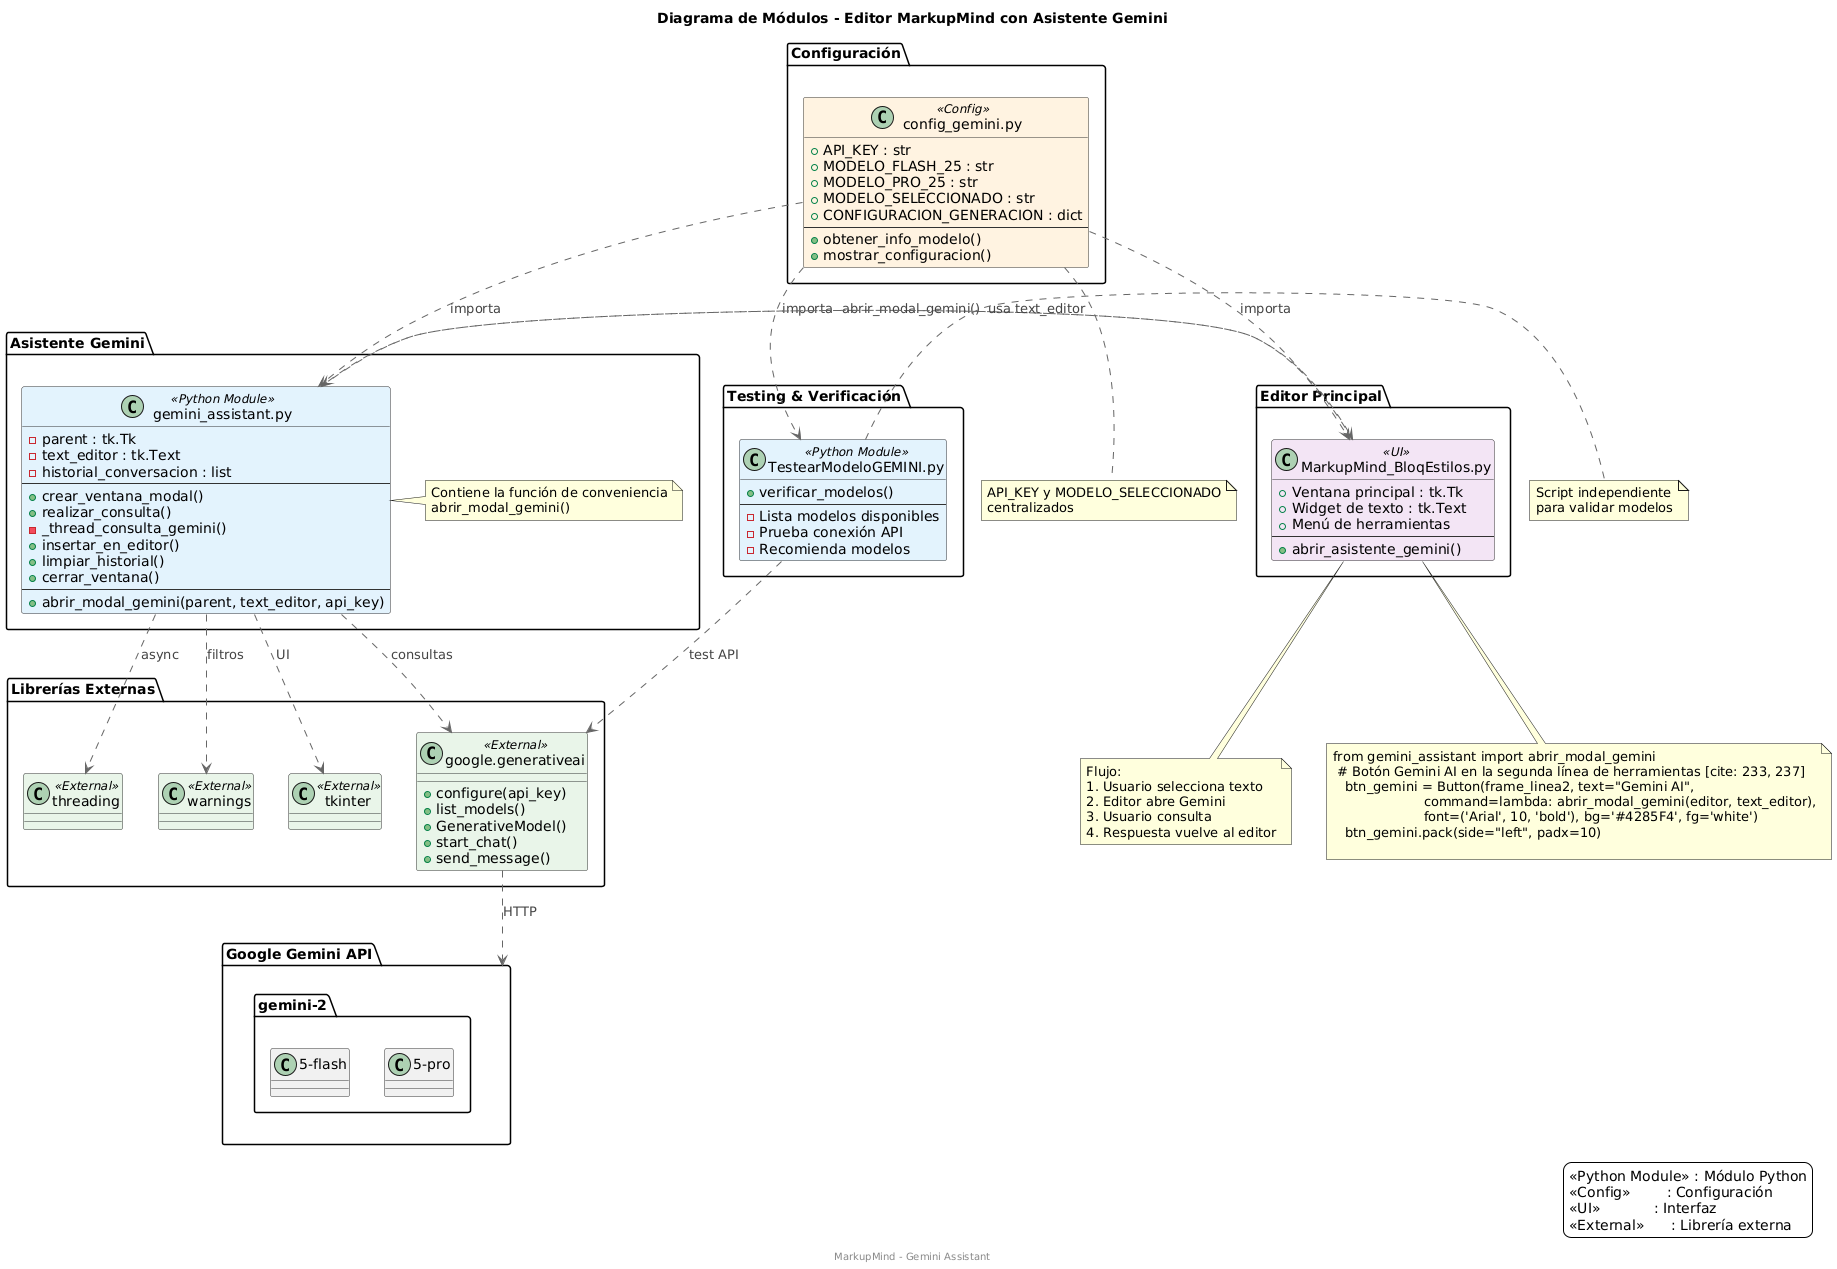 Diagrama de Módulos - Editor MarkupMind con Asistente Gemini
Configuración
«Config»
config_gemini.py
API_KEY : str
MODELO_FLASH_25 : str
MODELO_PRO_25 : str
MODELO_SELECCIONADO : str
CONFIGURACION_GENERACION : dict
obtener_info_modelo()
mostrar_configuracion()
importa
importa
abrir_modal_gemini()
usa text_editor
importa
Asistente Gemini
«Python Module»
gemini_assistant.py
parent : tk.Tk
text_editor : tk.Text
historial_conversacion : list
crear_ventana_modal()
realizar_consulta()
_thread_consulta_gemini()
insertar_en_editor()
limpiar_historial()
cerrar_ventana()
abrir_modal_gemini(parent, text_editor, api_key)
Contiene la función de conveniencia
abrir_modal_gemini()
Testing & Verificación
«Python Module»
TestearModeloGEMINI.py
verificar_modelos()
Lista modelos disponibles
Prueba conexión API
Recomienda modelos
API_KEY y MODELO_SELECCIONADO
centralizados
Editor Principal
«UI»
MarkupMind_BloqEstilos.py
Ventana principal : tk.Tk
Widget de texto : tk.Text
Menú de herramientas
abrir_asistente_gemini()
Script independiente
para validar modelos
async
filtros
UI
consultas
test API
Librerías Externas
«External»
threading
«External»
warnings
«External»
tkinter
«External»
google.generativeai
configure(api_key)
list_models()
GenerativeModel()
start_chat()
send_message()
Flujo:
1. Usuario selecciona texto
2. Editor abre Gemini
3. Usuario consulta
4. Respuesta vuelve al editor
from gemini_assistant import abrir_modal_gemini
# Botón Gemini AI en la segunda línea de herramientas [cite: 233, 237]
btn_gemini = Button(frame_linea2, text="Gemini AI",
command=lambda: abrir_modal_gemini(editor, text_editor),
font=('Arial', 10, 'bold'), bg='#4285F4', fg='white')
btn_gemini.pack(side="left", padx=10)
HTTP
Google Gemini API
gemini-2
5-flash
5-pro
«Python Module» : Módulo Python
«Config» : Configuración
«UI» : Interfaz
«External» : Librería externa
MarkupMind - Gemini Assistant